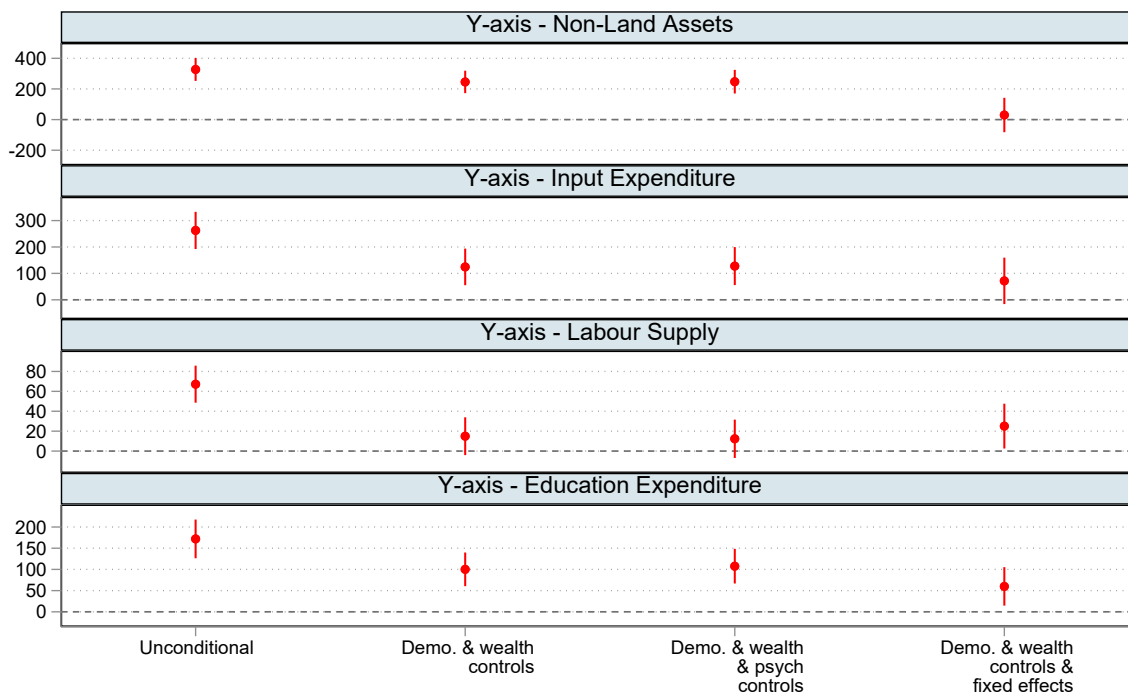 Y-axis - Non-Land Assets
400
200
0
-200
Y-axis - Input Expenditure
300
200
100
0
Y-axis - Labour Supply
80
60
40
20
0
Y-axis - Education Expenditure
200
150
100
50
0
Unconditional
Demo. & wealth
controls
Demo. & wealth
& psych
controls
Demo. & wealth
controls &
fixed effects